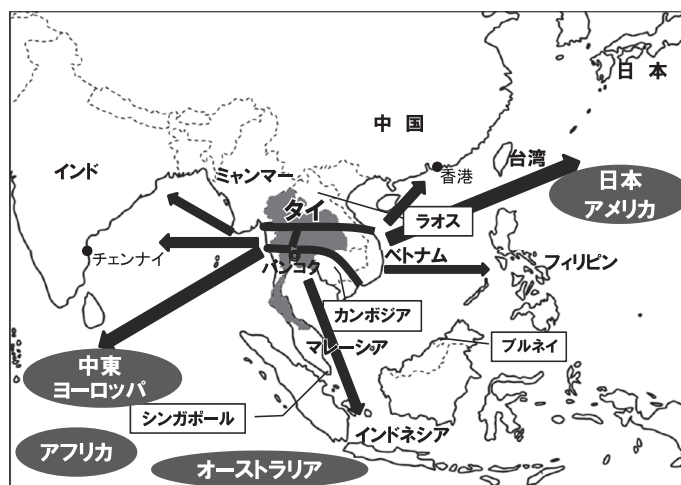 日 本
中 国
台湾
香港
インド
ミャンマー
日本
アメリカ
タイ
ラオス
チェンナイ
バンコク
ベトナム
フィリピン
カンボジア
マレーシア
ブルネイ
中東
ヨーロッパ
シンガポール
インドネシア
アフリカ
オーストラリア